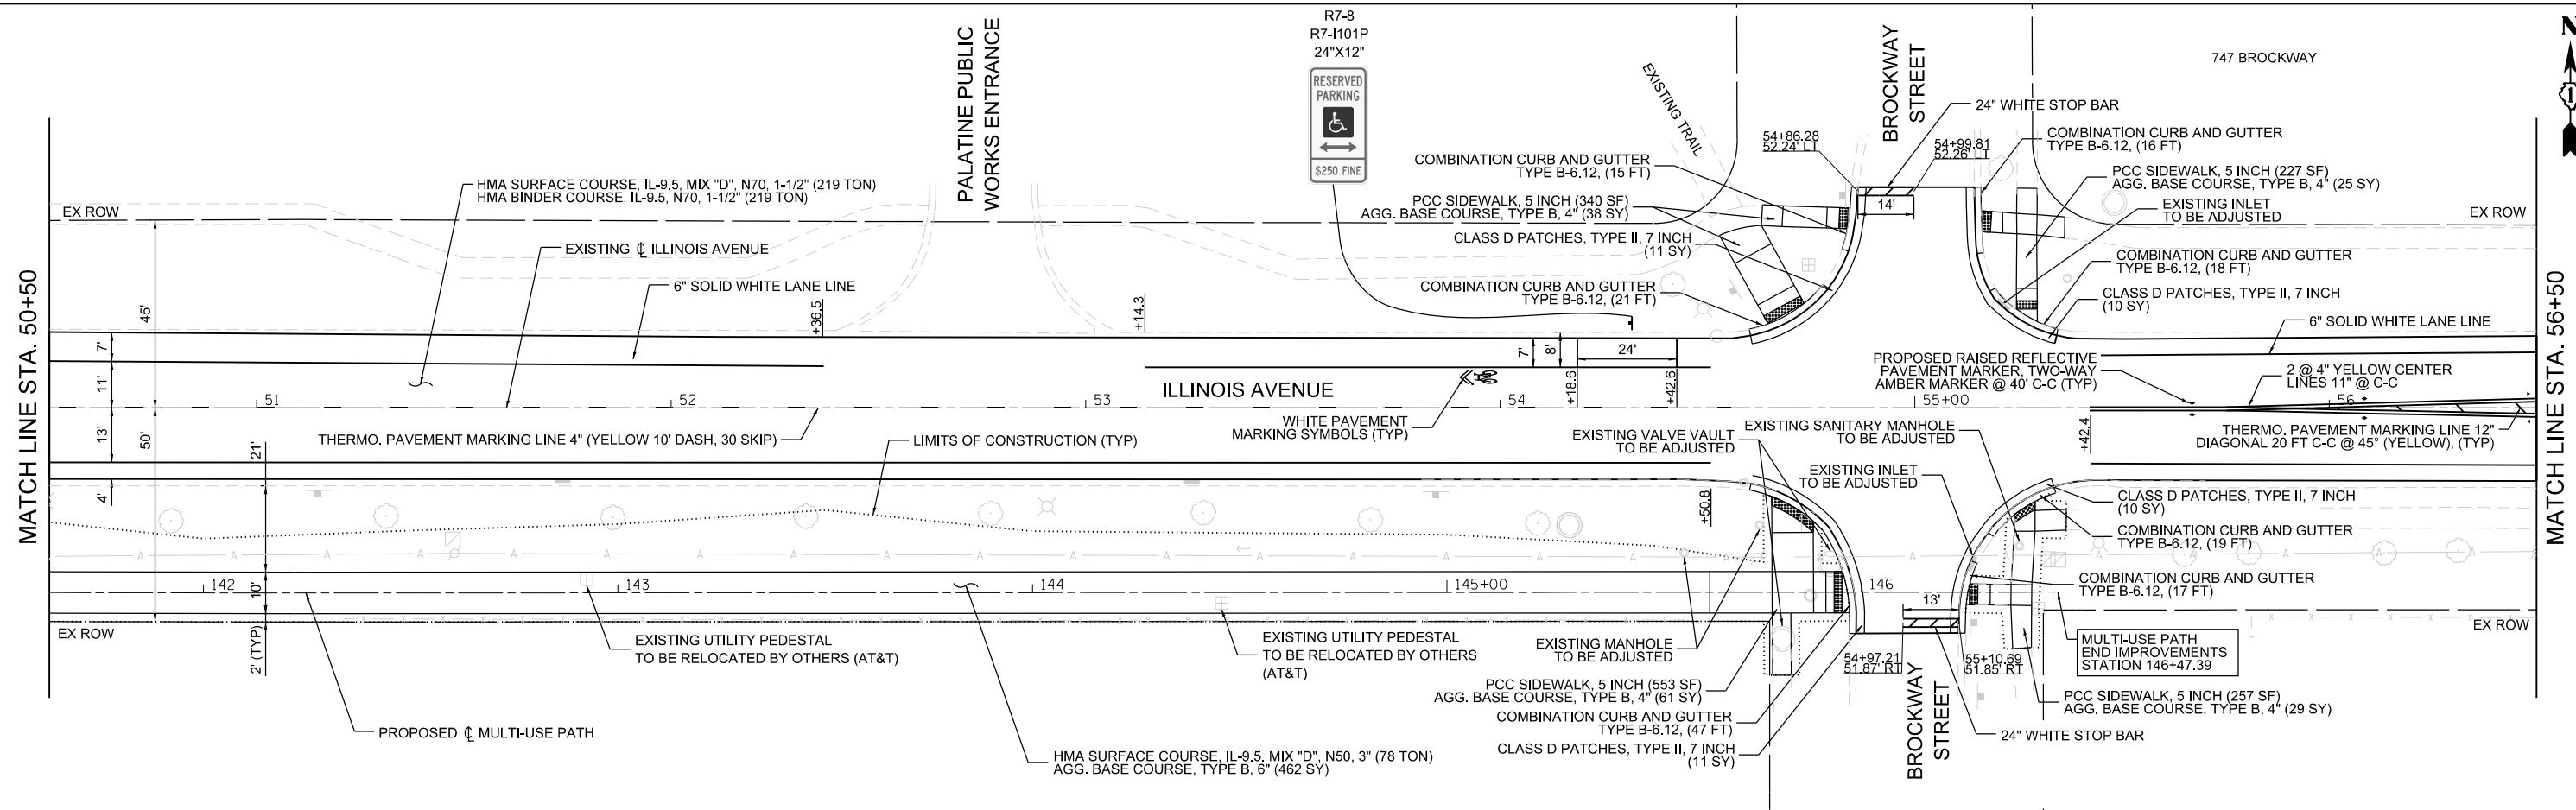 R7-8
R7-I101P
24"X12"
RESERVED
PARKING
$250 FINE
PALATINE PUBLIC
WORKS ENTRANCE
EXISTING TRAIL
BROCKWAY
STREET
747 BROCKWAY
N
24" WHITE STOP BAR
54+86.28
52.24' LT
54+99.81
52.26' LT
14'
COMBINATION CURB AND GUTTER
TYPE B-6.12, (16 FT)
COMBINATION CURB AND GUTTER
TYPE B-6.12, (15 FT)
PCC SIDEWALK, 5 INCH (227 SF)
AGG. BASE COURSE, TYPE B, 4" (25 SY)
PCC SIDEWALK, 5 INCH (340 SF)
AGG. BASE COURSE, TYPE B, 4" (38 SY)
EXISTING INLET
TO BE ADJUSTED
CLASS D PATCHES, TYPE II, 7 INCH
(11 SY)
COMBINATION CURB AND GUTTER
TYPE B-6.12, (18 FT)
COMBINATION CURB AND GUTTER
TYPE B-6.12, (21 FT)
CLASS D PATCHES, TYPE II, 7 INCH
(10 SY)
HMA SURFACE COURSE, IL-9.5, MIX "D", N70, 1-1/2" (219 TON)
HMA BINDER COURSE, IL-9.5, N70, 1-1/2" (219 TON)
EX ROW
EX ROW
EXISTING ℄ ILLINOIS AVENUE
6" SOLID WHITE LANE LINE
6" SOLID WHITE LANE LINE
MATCH LINE STA. 50+50
MATCH LINE STA. 56+50
45'
7'
11'
13'
50'
4'
21'
10'
2' (TYP)
+36.5
+14.3
7'
8'
24'
+18.6
+42.6
51
52
53
54
55+00
56
ILLINOIS AVENUE
PROPOSED RAISED REFLECTIVE
PAVEMENT MARKER, TWO-WAY
AMBER MARKER @ 40' C-C (TYP)
2 @ 4" YELLOW CENTER
LINES 11" @ C-C
THERMO. PAVEMENT MARKING LINE 4" (YELLOW 10' DASH, 30 SKIP)
LIMITS OF CONSTRUCTION (TYP)
WHITE PAVEMENT
MARKING SYMBOLS (TYP)
EXISTING VALVE VAULT
TO BE ADJUSTED
EXISTING SANITARY MANHOLE
TO BE ADJUSTED
+42.4
THERMO. PAVEMENT MARKING LINE 12"
DIAGONAL 20 FT C-C @ 45° (YELLOW), (TYP)
EXISTING INLET
TO BE ADJUSTED
+50.8
CLASS D PATCHES, TYPE II, 7 INCH
(10 SY)
COMBINATION CURB AND GUTTER
TYPE B-6.12, (19 FT)
A A A A A A A A A A A A A A A
142
143
144
145+00
146
COMBINATION CURB AND GUTTER
TYPE B-6.12, (17 FT)
13'
EX ROW
EX ROW
EXISTING UTILITY PEDESTAL
TO BE RELOCATED BY OTHERS (AT&T)
EXISTING UTILITY PEDESTAL
TO BE RELOCATED BY OTHERS
(AT&T)
EXISTING MANHOLE
TO BE ADJUSTED
54+97.21
51.87' RT
55+10.69
51.85' RT
MULTI-USE PATH
END IMPROVEMENTS
STATION 146+47.39
PCC SIDEWALK, 5 INCH (553 SF)
AGG. BASE COURSE, TYPE B, 4" (61 SY)
PCC SIDEWALK, 5 INCH (257 SF)
AGG. BASE COURSE, TYPE B, 4" (29 SY)
COMBINATION CURB AND GUTTER
TYPE B-6.12, (47 FT)
BROCKWAY
STREET
24" WHITE STOP BAR
PROPOSED ℄ MULTI-USE PATH
HMA SURFACE COURSE, IL-9.5, MIX "D", N50, 3" (78 TON)
AGG. BASE COURSE, TYPE B, 6" (462 SY)
CLASS D PATCHES, TYPE II, 7 INCH
(11 SY)